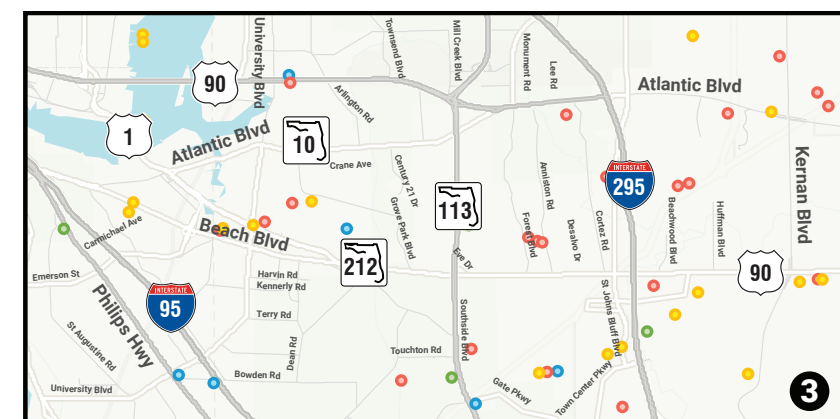 University Blvd
Townsend Blvd
Mill Creek Blvd
Monument Rd
Lee Rd
90
Atlantic Blvd
Arlington Rd
1
Atlantic Blvd
10
Crane Ave
Century 21 Dr
Anniston Rd
INTERSTATE
295
Kernan Blvd
Carmichael Ave
Beach Blvd
Grove Park Blvd
113
Forest Blvd
Desalvo Dr
Cortez Rd
Beachwood Blvd
Huffman Blvd
212
Eve Dr
90
Emerson St
Harvin Rd
Kennerly Rd
INTERSTATE
95
Philips Hwy
Terry Rd
Southside Blvd
St Johns Bluff Blvd
St Augustine Rd
Dean Rd
Touchton Rd
Bowden Rd
University Blvd
Gate Pkwy
Town Center Pkwy
3